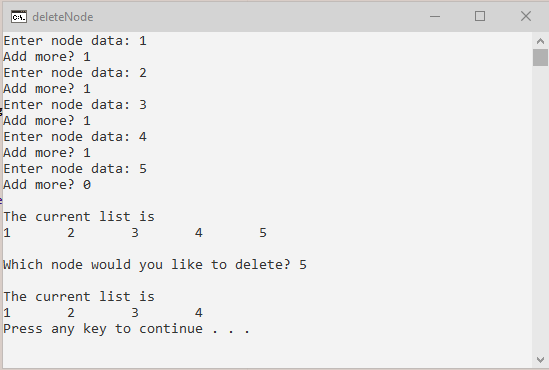 deleteNode
Enter node data: 1
Add more? 1
Enter node data: 2
Add more? 1
Enter node data: 3
Add more? 1
Enter node data: 4
Add more? 1
Enter node data: 5
Add more? 0
The current list is
1 2 3 4 5
Which node would you like to delete? 5
The current list is
1 2 3 4
Press any key to continue . . .